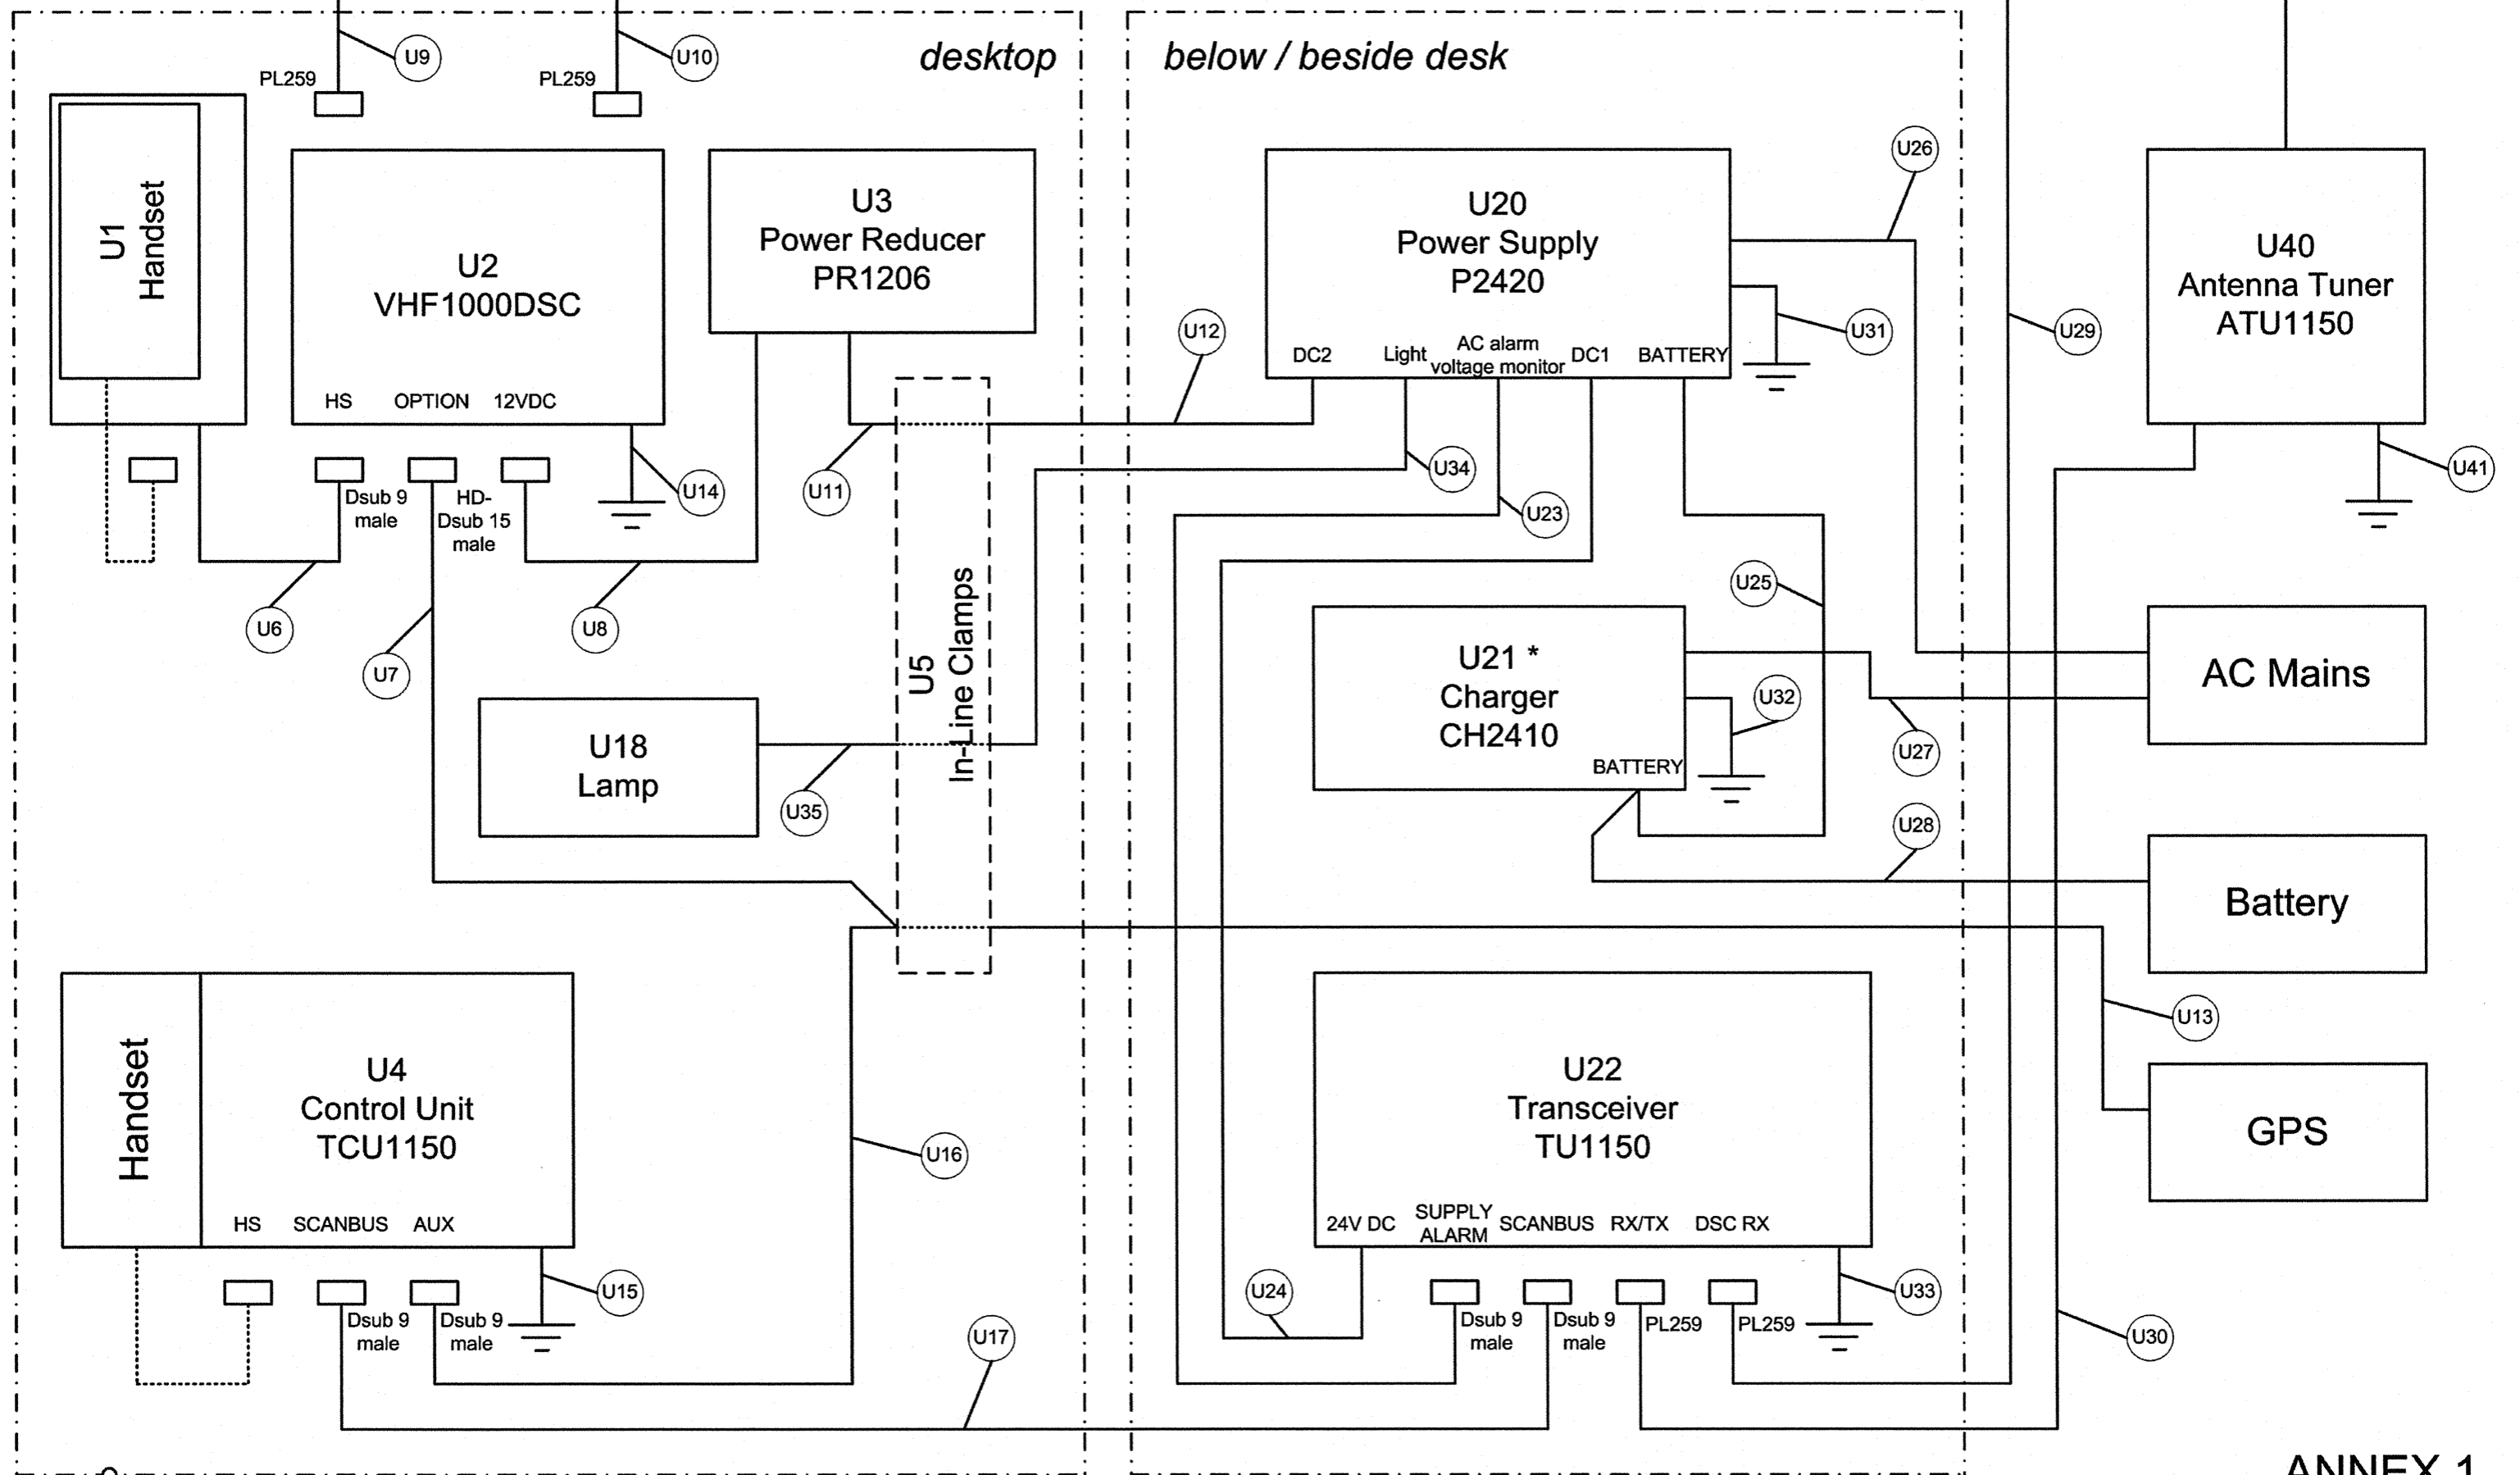 desktop
below / beside desk
U9
U10
PL259
PL259
U1
Handset
U2
VHF1000DSC
HS
OPTION
12VDC
U3
Power Reducer
PR1206
U20
Power Supply
P2420
DC2
Light
AC alarm
voltage monitor
DC1
BATTERY
U26
U31
U12
U29
U40
Antenna Tuner
ATU1150
U41
Dsub 9
male
HD-
Dsub 15
male
U14
U11
U34
U23
U6
U7
U8
U5
In-Line Clamps
U25
U21 *
Charger
CH2410
BATTERY
U32
U27
AC Mains
U18
Lamp
U35
U28
Battery
U13
GPS
Handset
U4
Control Unit
TCU1150
HS
SCANBUS
AUX
U16
U22
Transceiver
TU1150
24V DC
SUPPLY
ALARM
SCANBUS
RX/TX
DSC RX
U15
Dsub 9
male
Dsub 9
male
U17
U24
Dsub 9
male
Dsub 9
male
PL259
PL259
U33
U30
ANNEX 1